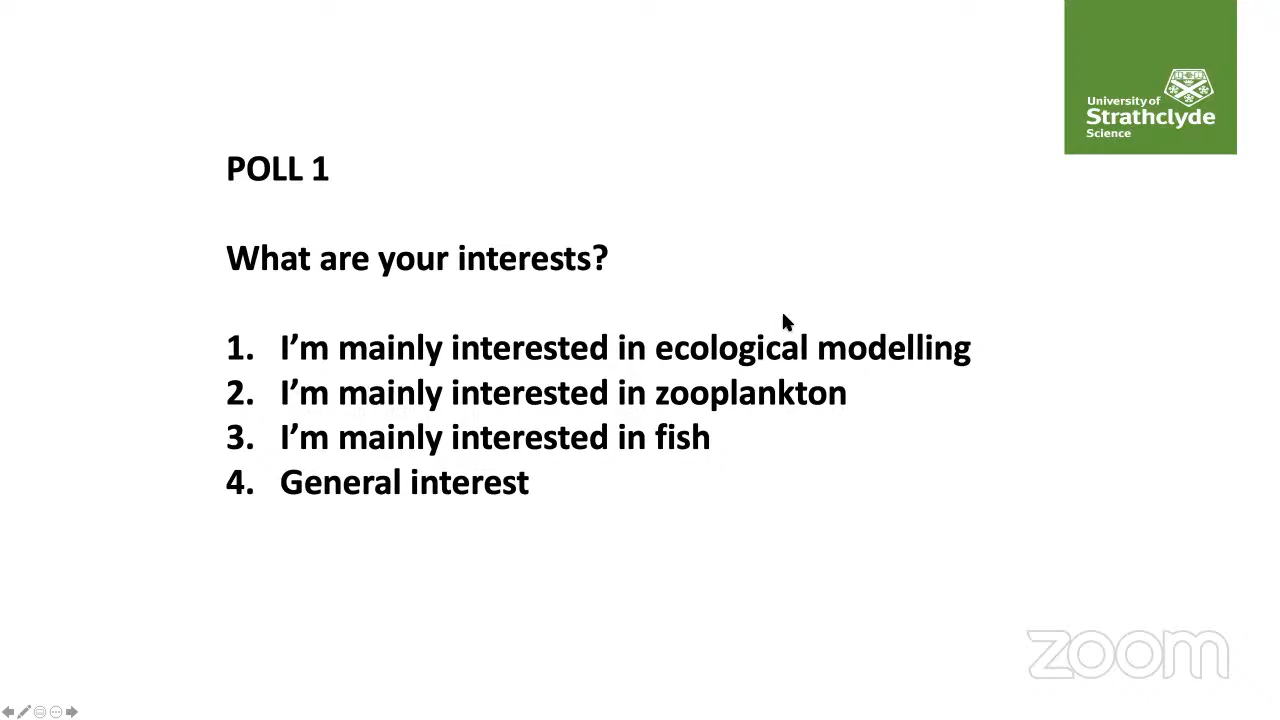 University of
Strathclyde
Science
POLL 1
What are your interests?
1. I’m mainly interested in ecological modelling
2. I’m mainly interested in zooplankton
3. I’m mainly interested in fish
4. General interest
zoom